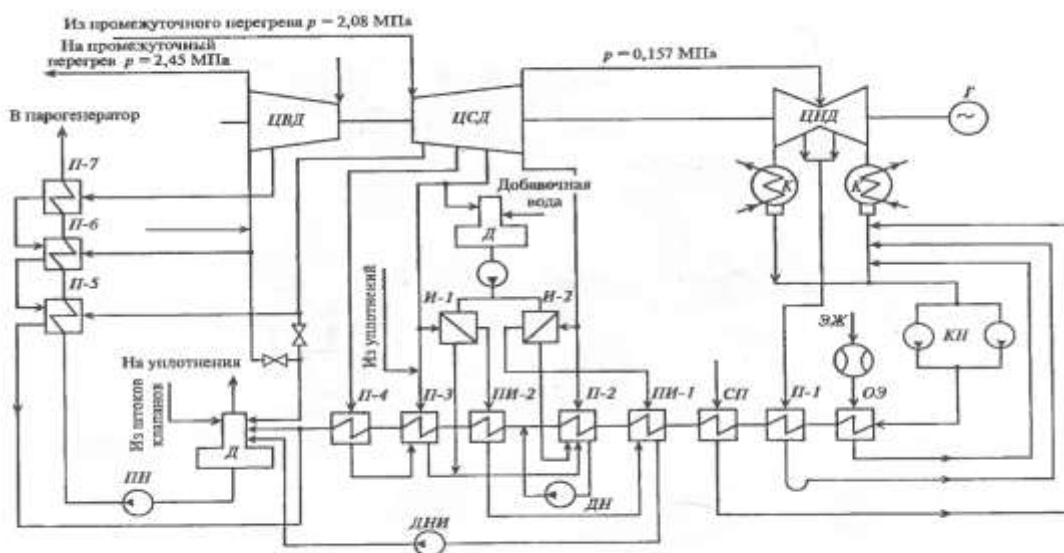 Из промежуточного перегрева p = 2,08 МПа
На промежуточный
перегрев p = 2,45 МПа
p = 0,157 МПа
В парогенератор
ЦВД
ЦСД
ЦНД
Г
П-7
К
К
Добавочная
вода
П-6
Д
П-5
И-1
И-2
Из уплотнений
ЭЖ
КН
На уплотнения
П-4
П-3
ПИ-2
П-2
ПИ-1
СП
П-1
ОЭ
Из штоков
клапанов
Д
ПН
ДН
ДНИ